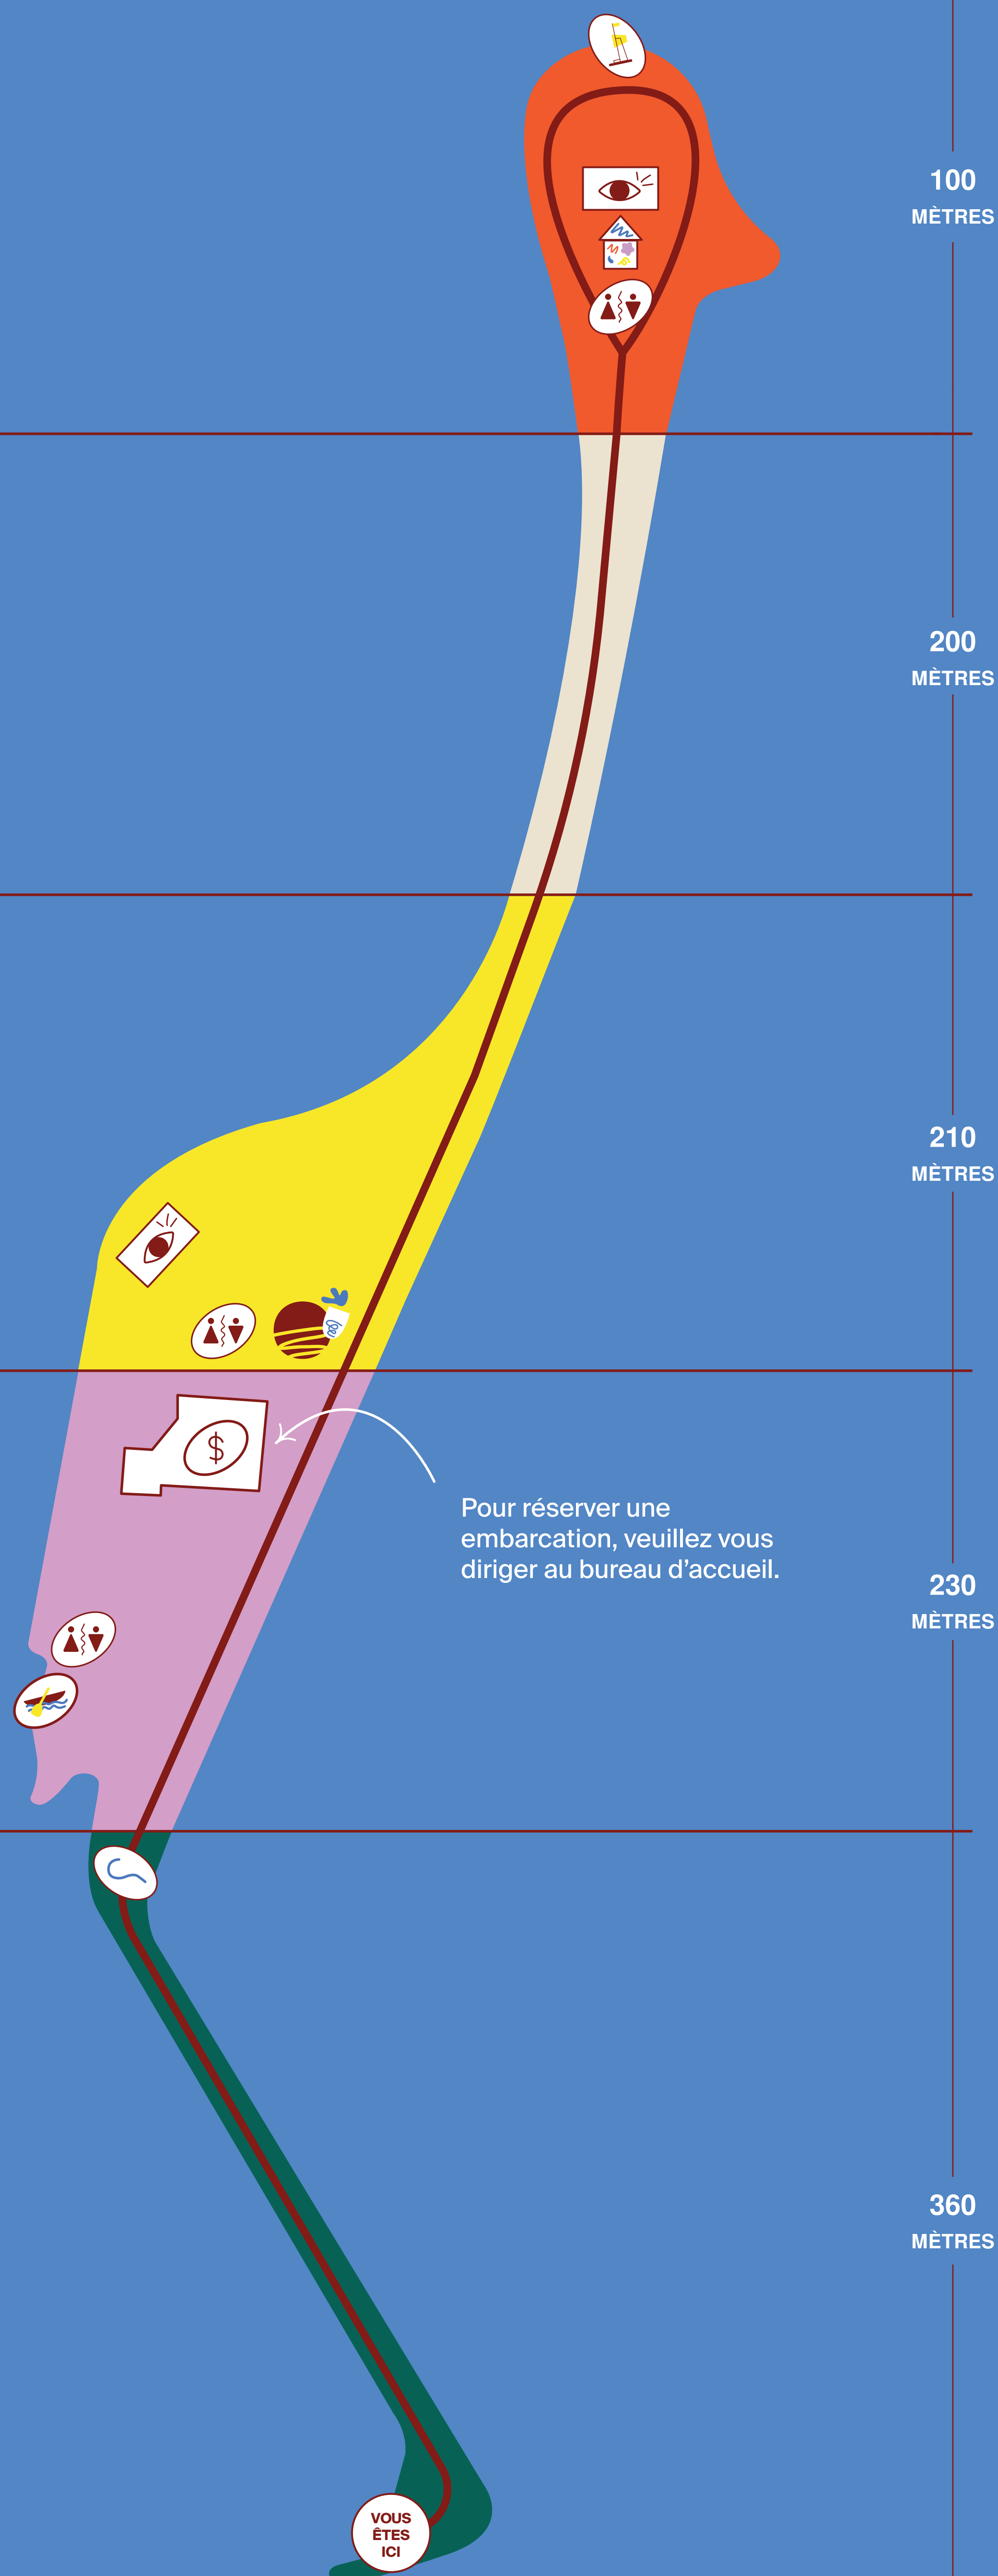 100
MÈTRES
200
MÈTRES
210
MÈTRES
$
Pour réserver une
embarcation, veuillez vous
diriger au bureau d’accueil.
230
MÈTRES
360
MÈTRES
VOUS
ÊTES
ICI